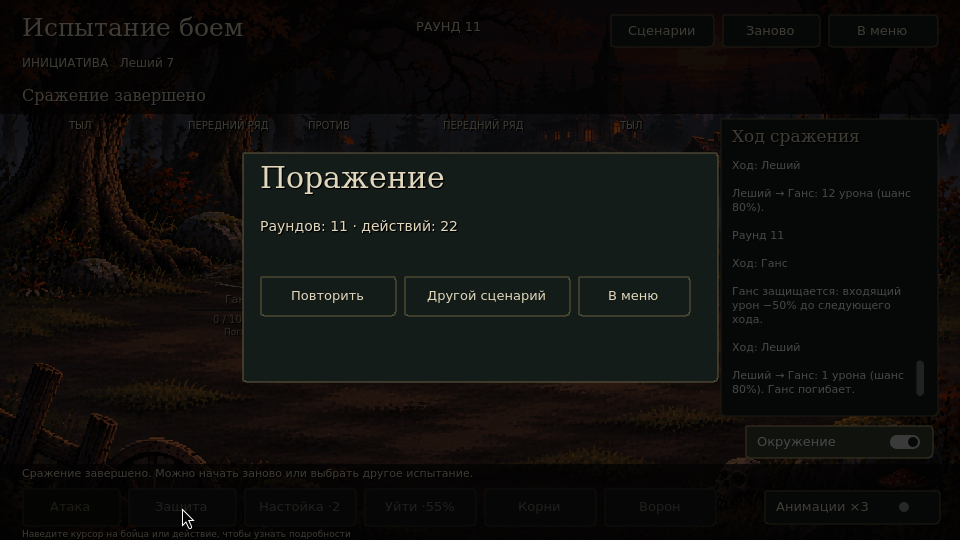 Испытание боем
РАУНД 11
Сценарии
Заново
В меню
ИНИЦИАТИВА Леший 7
Сражение завершено
ТЫЛ
ПЕРЕДНИЙ РЯД
ПРОТИВ
ПЕРЕДНИЙ РЯД
ТЫЛ
Ход сражения
Ход: Леший
Леший → Ганс: 12 урона (шанс
80%).
Раунд 11
Ход: Ганс
Ганс защищается: входящий
урон −50% до следующего
хода.
Ход: Леший
Леший → Ганс: 1 урона (шанс
80%). Ганс погибает.
Поражение
Раундов: 11 · действий: 22
Повторить
Другой сценарий
В меню
Окружение
Сражение завершено. Можно начать заново или выбрать другое испытание.
Атака
Защита
Настойка ·2
Уйти ·55%
Корни
Ворон
Анимации ×3
Наведите курсор на бойца или действие, чтобы узнать подробности